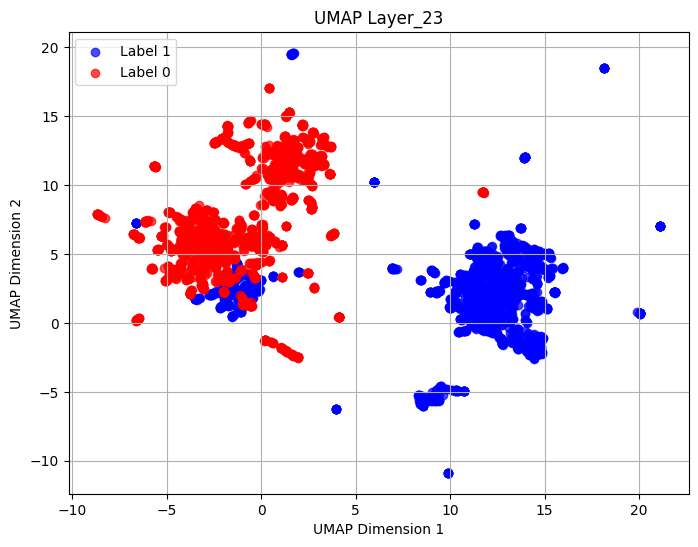 UMAP Layer_23
Label 1
Label 0
UMAP Dimension 2
20
15
10
5
0
−5
−10
−10
−5
0
5
10
15
20
UMAP Dimension 1